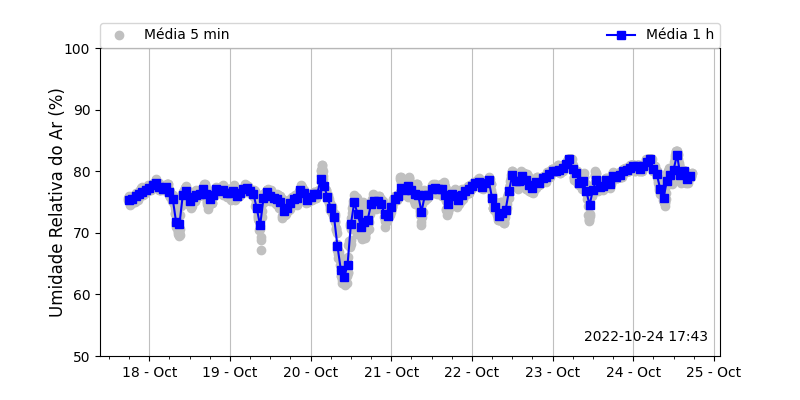 Média 5 min
Média 1 h
Umidade Relativa do Ar (%)
100
90
80
70
60
50
2022-10-24 17:43
18 - Oct
19 - Oct
20 - Oct
21 - Oct
22 - Oct
23 - Oct
24 - Oct
25 - Oct